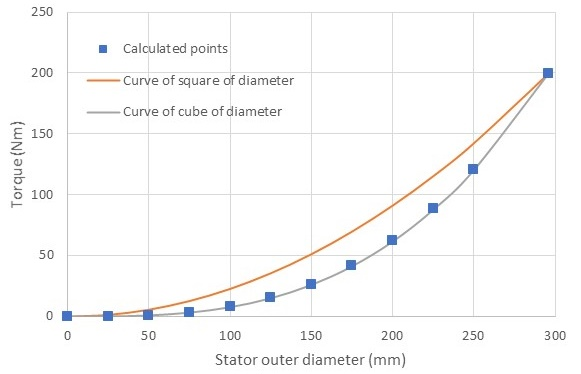 250
200
150
100
50
0
Torque (Nm)
Calculated points
Curve of square of diameter
Curve of cube of diameter
0 50 100 150 200 250 300
Stator outer diameter (mm)